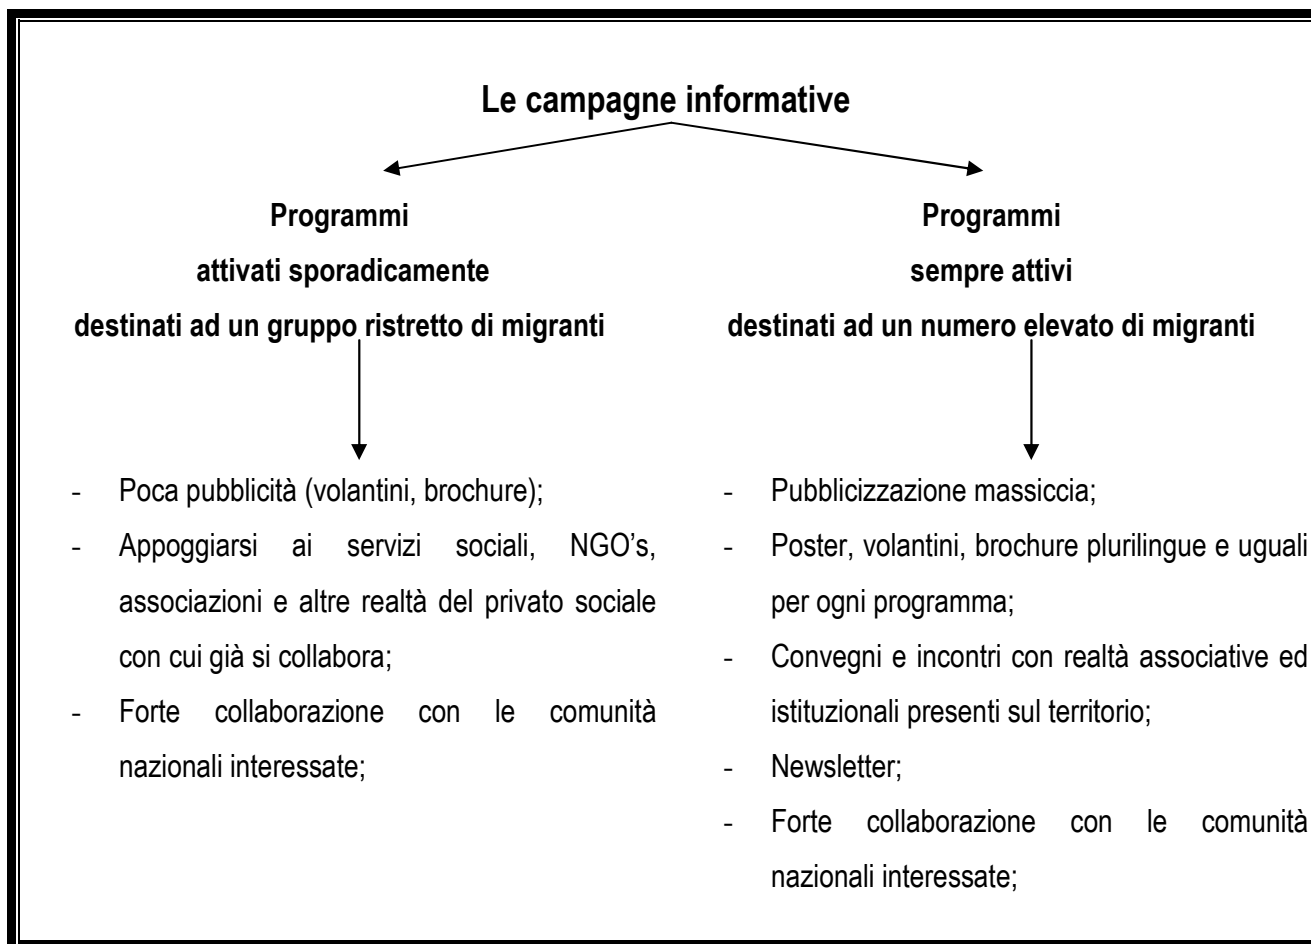 Le campagne informative
Programmi
attivati sporadicamente
destinati ad un gruppo ristretto di migranti
- Poca pubblicità (volantini, brochure);
- Appoggiarsi ai servizi sociali, NGO’s,
associazioni e altre realtà del privato sociale
con cui già si collabora;
- Forte collaborazione con le comunità
nazionali interessate;
Programmi
sempre attivi
destinati ad un numero elevato di migranti
- Pubblicizzazione massiccia;
- Poster, volantini, brochure plurilingue e uguali
per ogni programma;
- Convegni e incontri con realtà associative ed
istituzionali presenti sul territorio;
- Newsletter;
- Forte collaborazione con le comunità
nazionali interessate;